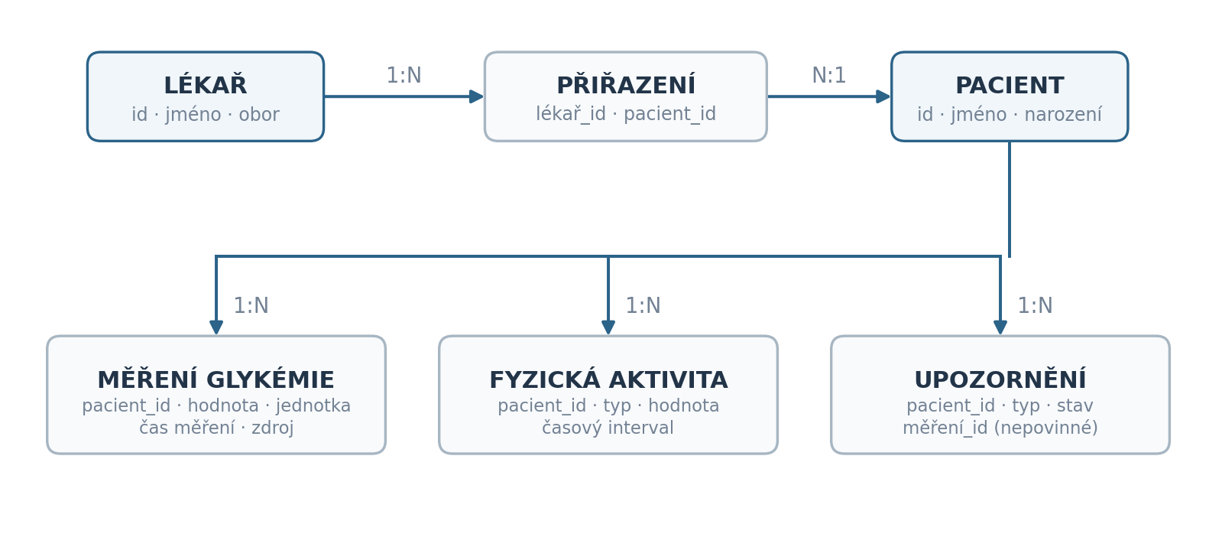 LÉKAŘ
id · jméno · obor
1:N
PŘIŘAZENÍ
lékař_id · pacient_id
N:1
PACIENT
id · jméno · narození
1:N
1:N
1:N
MĚŘENÍ GLYKÉMIE
pacient_id · hodnota · jednotka
čas měření · zdroj
FYZICKÁ AKTIVITA
pacient_id · typ · hodnota
časový interval
UPOZORNĚNÍ
pacient_id · typ · stav
měření_id (nepovinné)